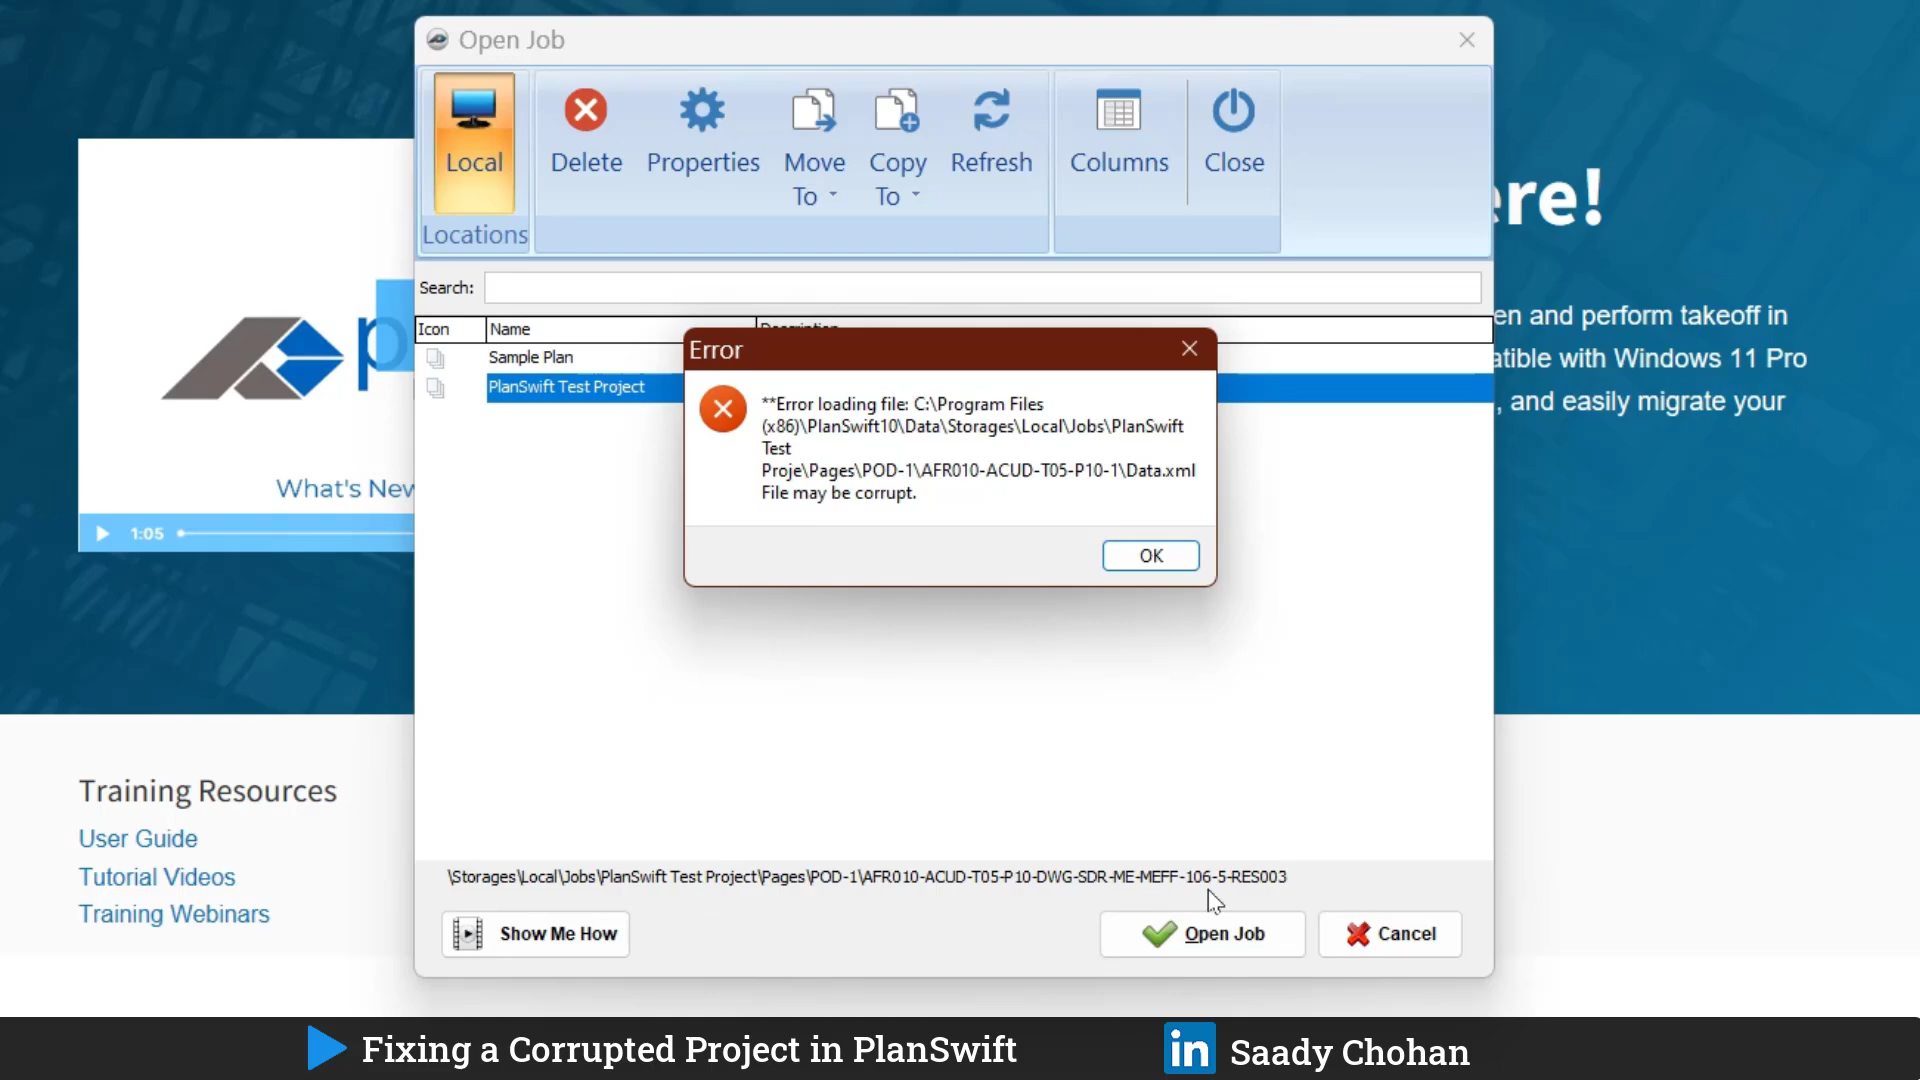 Open Job
Local
Delete
Properties
Move
To
Copy
To
Refresh
Columns
Close
Locations
Search:
Icon
Name
Description
Sample Plan
PlanSwift Test Project
Error
**Error loading file: C:\Program Files
(x86)\PlanSwift10\Data\Storages\Local\Jobs\PlanSwift
Test
Proje\Pages\POD-1\AFR010-ACUD-T05-P10-1\Data.xml
File may be corrupt.
OK
ere!
p
en and perform takeoff in
atible with Windows 11 Pro
, and easily migrate your
What's New
1:05
Training Resources
User Guide
Tutorial Videos
Training Webinars
\Storages\Local\Jobs\PlanSwift Test Project\Pages\POD-1\AFR010-ACUD-T05-P10-DWG-SDR-ME-MEFF-106-5-RES003
Show Me How
Open Job
Cancel
Fixing a Corrupted Project in PlanSwift
in
Saady Chohan